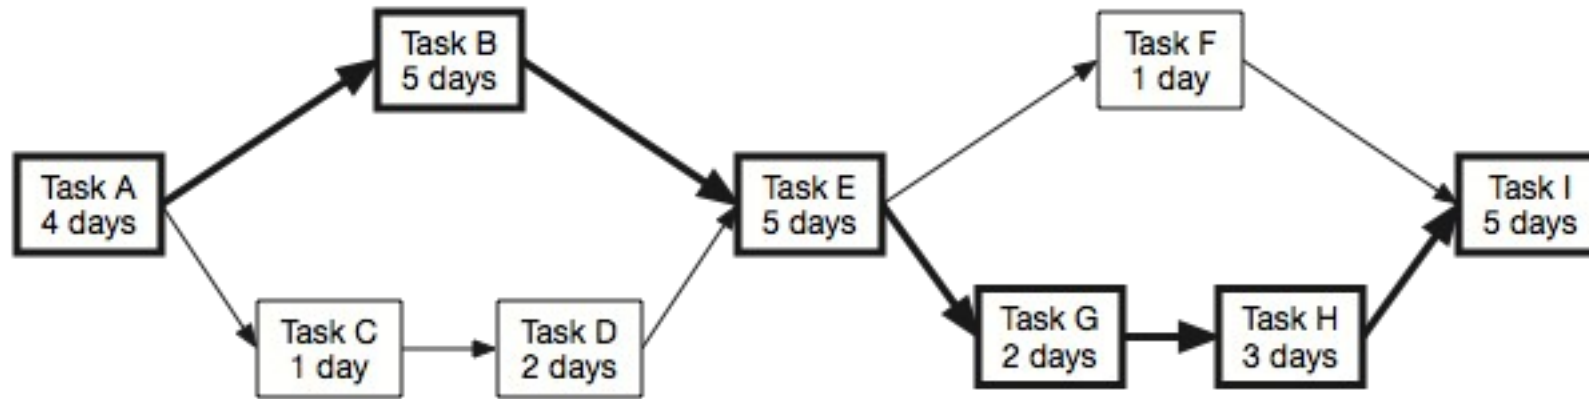 Task A
4 days
Task B
5 days
Task C
1 day
Task D
2 days
Task E
5 days
Task F
1 day
Task G
2 days
Task H
3 days
Task I
5 days